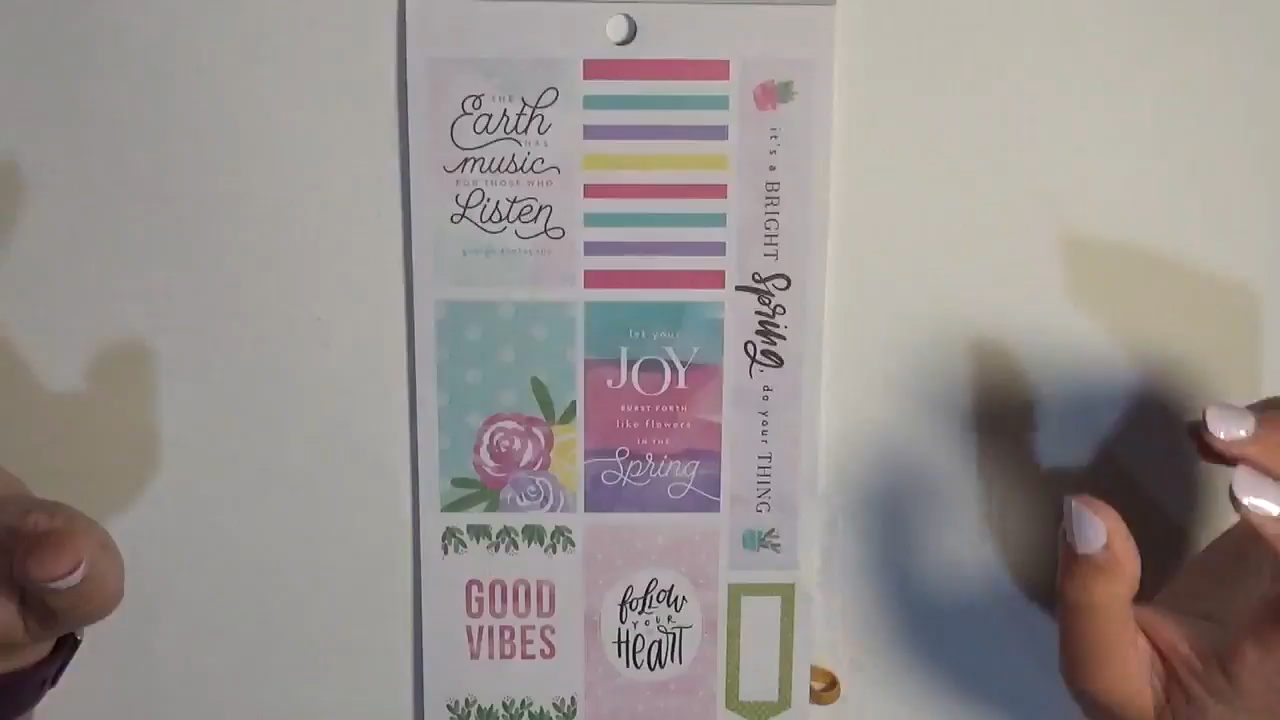 THE
Earth
HAS
music
FOR THOSE WHO
Listen
let your
JOY
BURST FORTH
like flowers
IN THE
Spring
it's a BRIGHT Spring, do your THING
GOOD
VIBES
follow
YOUR
Heart